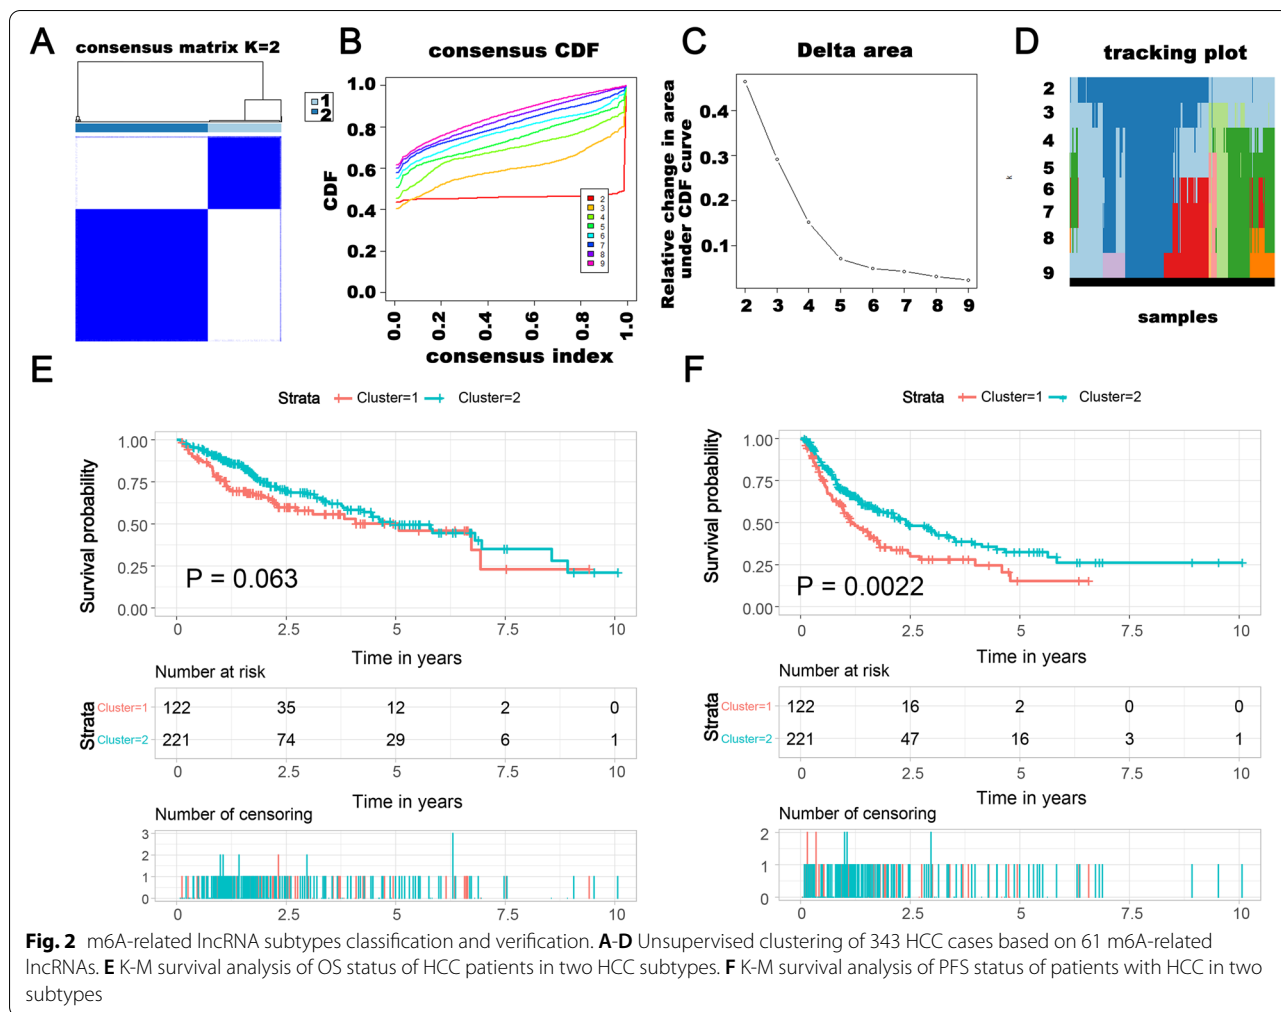 A
consensus matrix K=2
1
2
B
consensus CDF
CDF
1.0
0.8
0.6
0.4
0.2
0.0
2
3
4
5
6
7
8
9
0.0
0.2
0.4
0.6
0.8
1.0
consensus index
C
Delta area
Relative change in area
under CDF curve
0.4
0.3
0.2
0.1
2 3 4 5 6 7 8 9
D
tracking plot
k
2
3
4
5
6
7
8
9
samples
E
Strata Cluster=1 Cluster=2
Survival probability
1.00
0.75
0.50
0.25
0.00
P = 0.063
0 2.5 5 7.5 10
Time in years
Number at risk
Strata
Cluster=1 122 35 12 2 0
Cluster=2 221 74 29 6 1
0 2.5 5 7.5 10
Time in years
Number of censoring
3
2
1
0
0 2.5 5 7.5 10
F
Strata Cluster=1 Cluster=2
Survival probability
1.00
0.75
0.50
0.25
0.00
P = 0.0022
0 2.5 5 7.5 10
Time in years
Number at risk
Strata
Cluster=1 122 16 2 0 0
Cluster=2 221 47 16 3 1
0 2.5 5 7.5 10
Time in years
Number of censoring
2
1
0
0 2.5 5 7.5 10
Fig. 2 m6A-related lncRNA subtypes classification and verification. A-D Unsupervised clustering of 343 HCC cases based on 61 m6A-related
lncRNAs. E K-M survival analysis of OS status of HCC patients in two HCC subtypes. F K-M survival analysis of PFS status of patients with HCC in two
subtypes